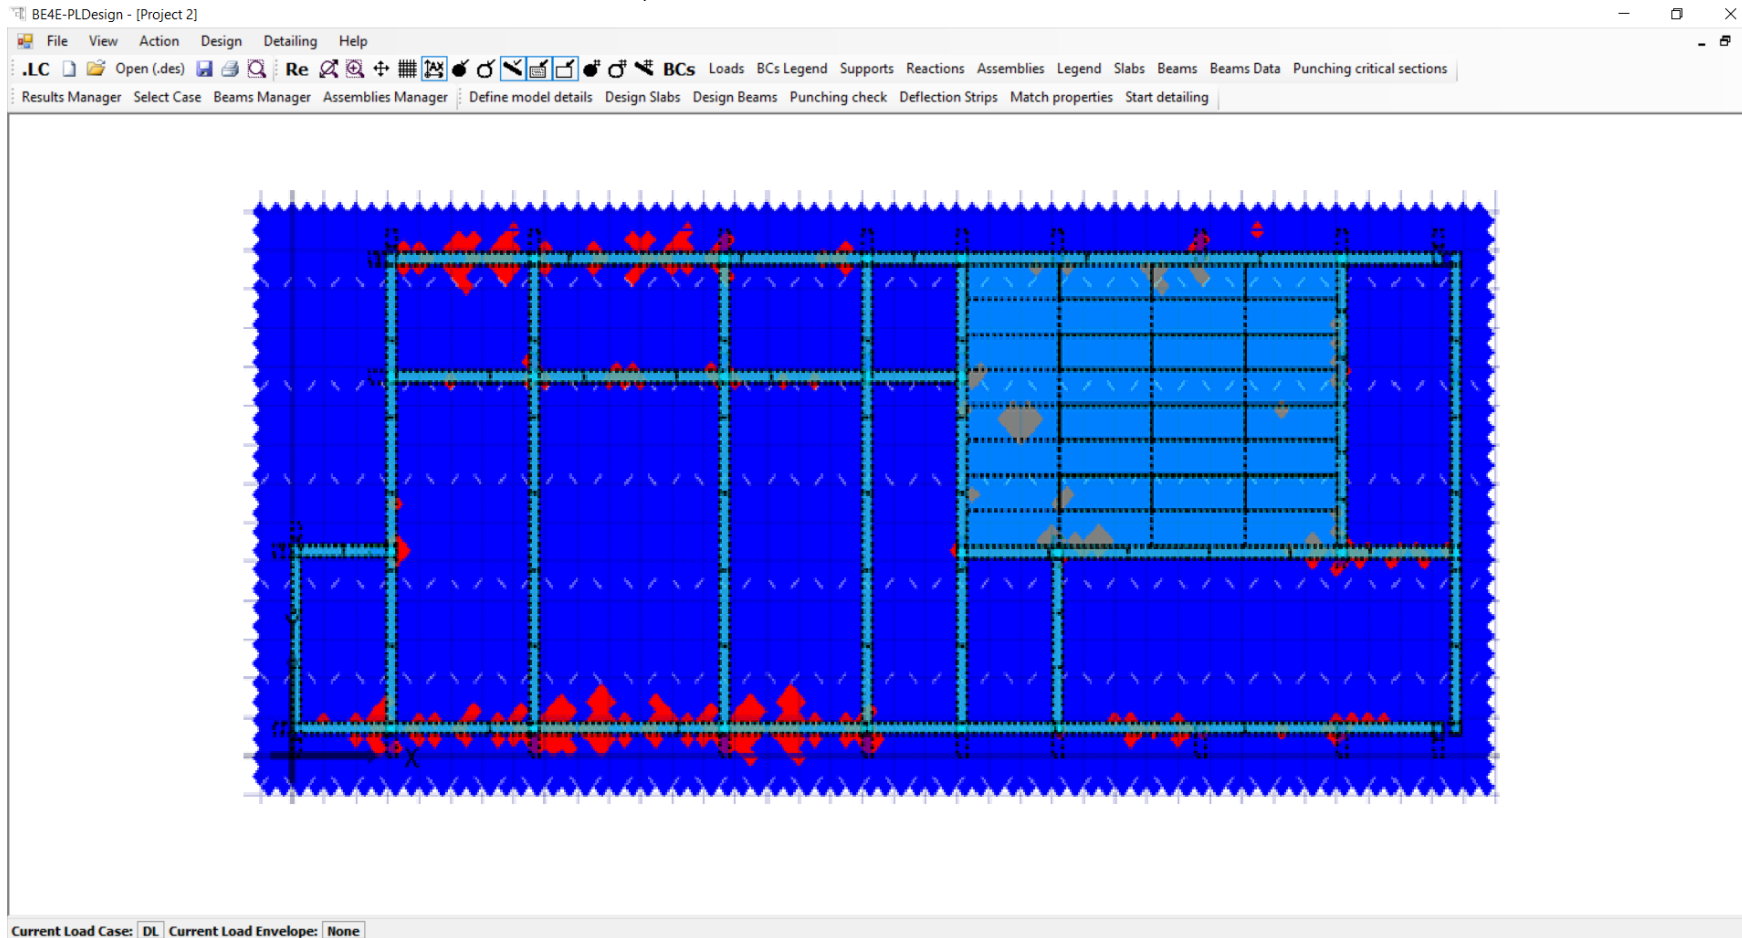 BE4E-PLDesign - [Project 2]
File View Action Design Detailing Help
.LC Open (.des) Re BCs Loads BCs Legend Supports Reactions Assemblies Legend Slabs Beams Beams Data Punching critical sections
Results Manager Select Case Beams Manager Assemblies Manager Define model details Design Slabs Design Beams Punching check Deflection Strips Match properties Start detailing
X
Current Load Case: DL Current Load Envelope: None